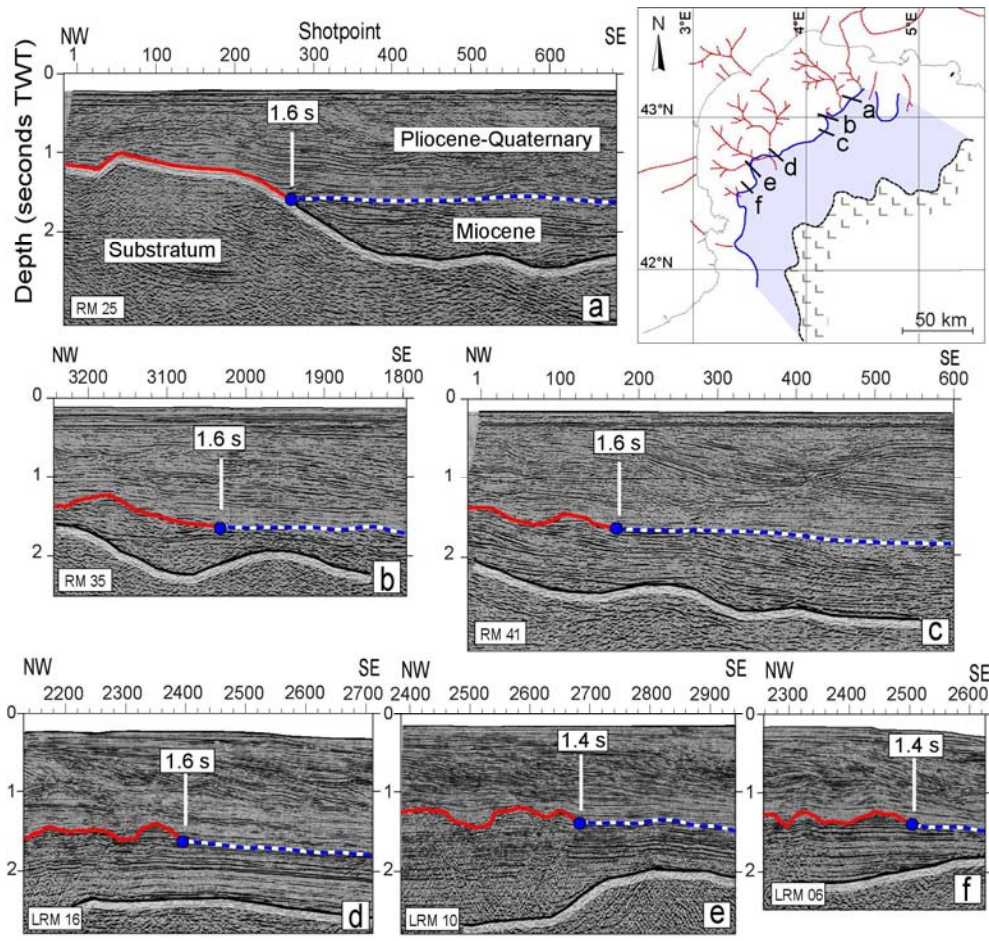 NW Shotpoint SE
1 100 200 300 400 500 600
Depth (seconds TWT)
0
1
2
1.6 s
Pliocene-Quaternary
Miocene
Substratum
RM 25
a
N
3°E 4°E 5°E
43°N
42°N
a
b
c
d
e
f
50 km
NW SE
3200 3100 2000 1900 1800
0
1
2
1.6 s
RM 35
b
NW SE
1 100 200 300 400 500 600
0
1
2
1.6 s
RM 41
c
NW SE
2200 2300 2400 2500 2600 2700
0
1
2
1.6 s
LRM 16
d
NW SE
2400 2500 2600 2700 2800 2900
1.4 s
LRM 10
e
NW SE
2300 2400 2500 2600
0
1
2
1.4 s
LRM 06
f